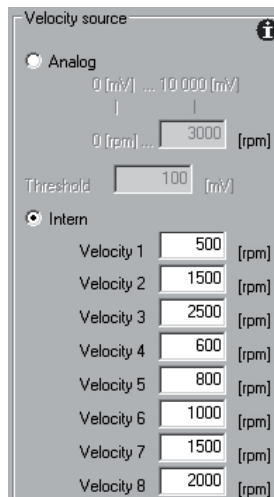 Velocity source
Analog
0 [mV] ... 10 000 [mV]
0 [rpm] ... 3000 [rpm]
Threshold 100 [mV]
Intern
Velocity 1 500 [rpm]
Velocity 2 1500 [rpm]
Velocity 3 2500 [rpm]
Velocity 4 600 [rpm]
Velocity 5 800 [rpm]
Velocity 6 1000 [rpm]
Velocity 7 1500 [rpm]
Velocity 8 2000 [rpm]